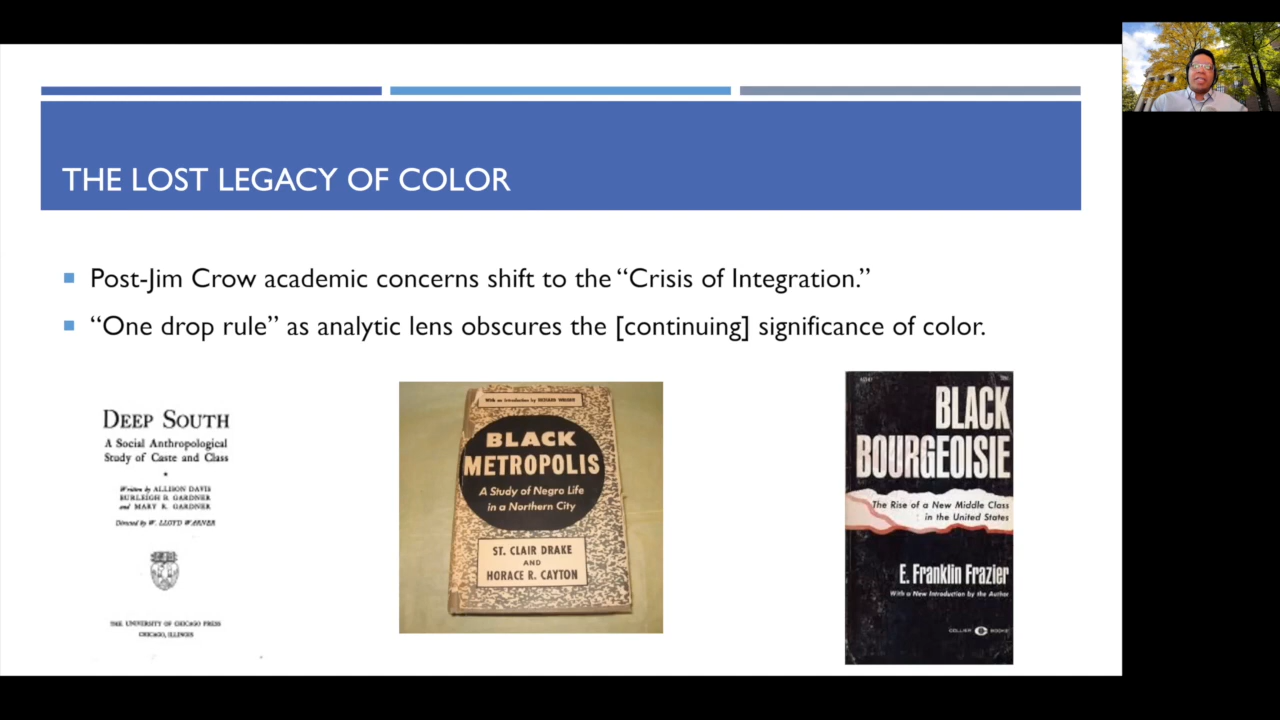 THE LOST LEGACY OF COLOR
Post-Jim Crow academic concerns shift to the “Crisis of Integration.”
“One drop rule” as analytic lens obscures the [continuing] significance of color.
DEEP SOUTH
A Social Anthropological
Study of Caste and Class
Written by ALLISON DAVIS
BURLEIGH B. GARDNER
and MARY R. GARDNER
Directed by W. LLOYD WARNER
THE UNIVERSITY OF CHICAGO PRESS
CHICAGO, ILLINOIS
With an Introduction by RICHARD WRIGHT
BLACK
METROPOLIS
A Study of Negro Life
in a Northern City
ST. CLAIR DRAKE
AND
HORACE R. CAYTON
BLACK
BOURGEOISIE
The Rise of a New Middle Class
in the United States
E. Franklin Frazier
With a New Introduction by the Author
COLLIER BOOKS